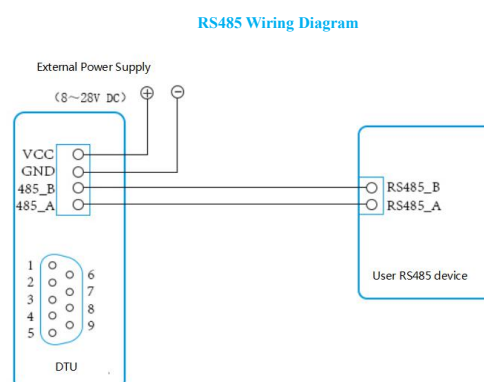 RS485 Wiring Diagram
External Power Supply
(8～28V DC)
VCC
GND
485_B
485_A
RS485_B
RS485_A
User RS485 device
1
2
3
4
5
6
7
8
9
DTU